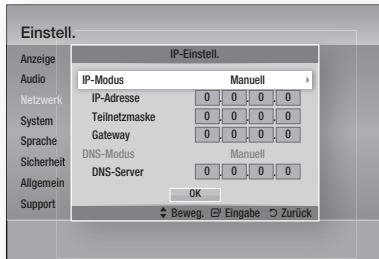 Einstell.
Anzeige
Audio
Netzwerk
System
Sprache
Sicherheit
Allgemein
Support
IP-Einstell.
IP-Modus Manuell
IP-Adresse 0 . 0 . 0 . 0
Teilnetzmaske 0 . 0 . 0 . 0
Gateway 0 . 0 . 0 . 0
DNS-Modus Manuell
DNS-Server 0 . 0 . 0 . 0
OK
Beweg. Eingabe Zurück